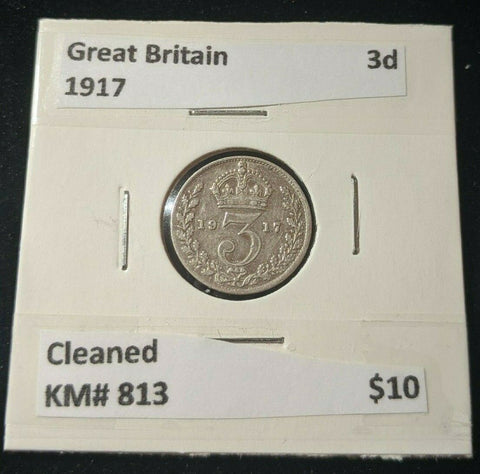 Great Britain 3d
1917
19 3 17
Cleaned
KM# 813 $10